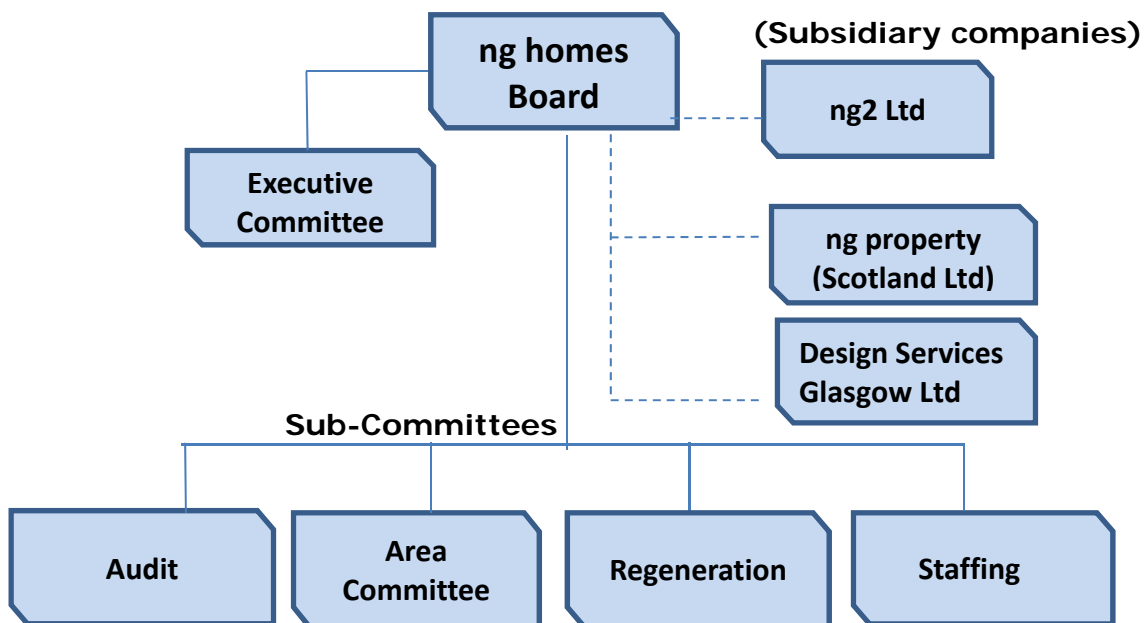 ng homes
Board
(Subsidiary companies)
ng2 Ltd
Executive
Committee
ng property
(Scotland Ltd)
Design Services
Glasgow Ltd
Sub-Committees
Audit
Area
Committee
Regeneration
Staffing